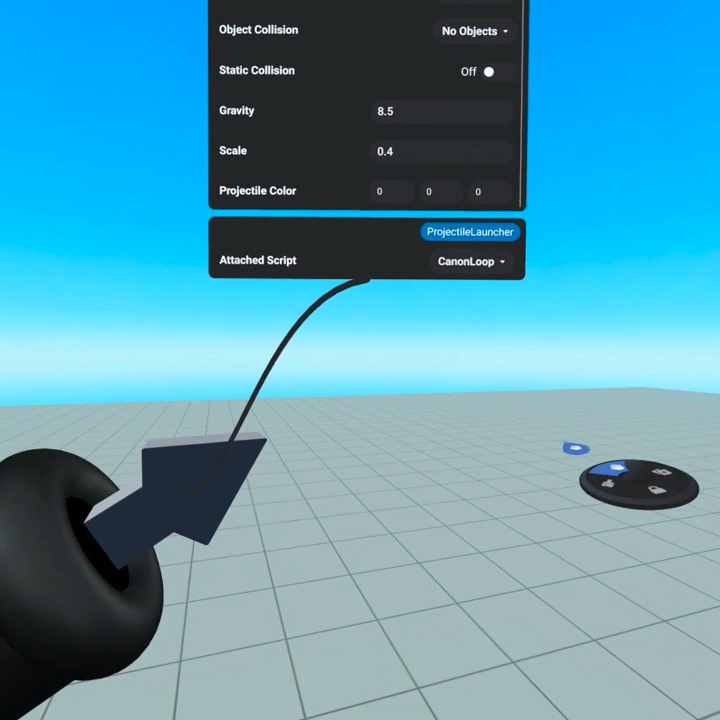 Object Collision No Objects
Static Collision Off
Gravity 8.5
Scale 0.4
Projectile Color 0 0 0
ProjectileLauncher
Attached Script CanonLoop